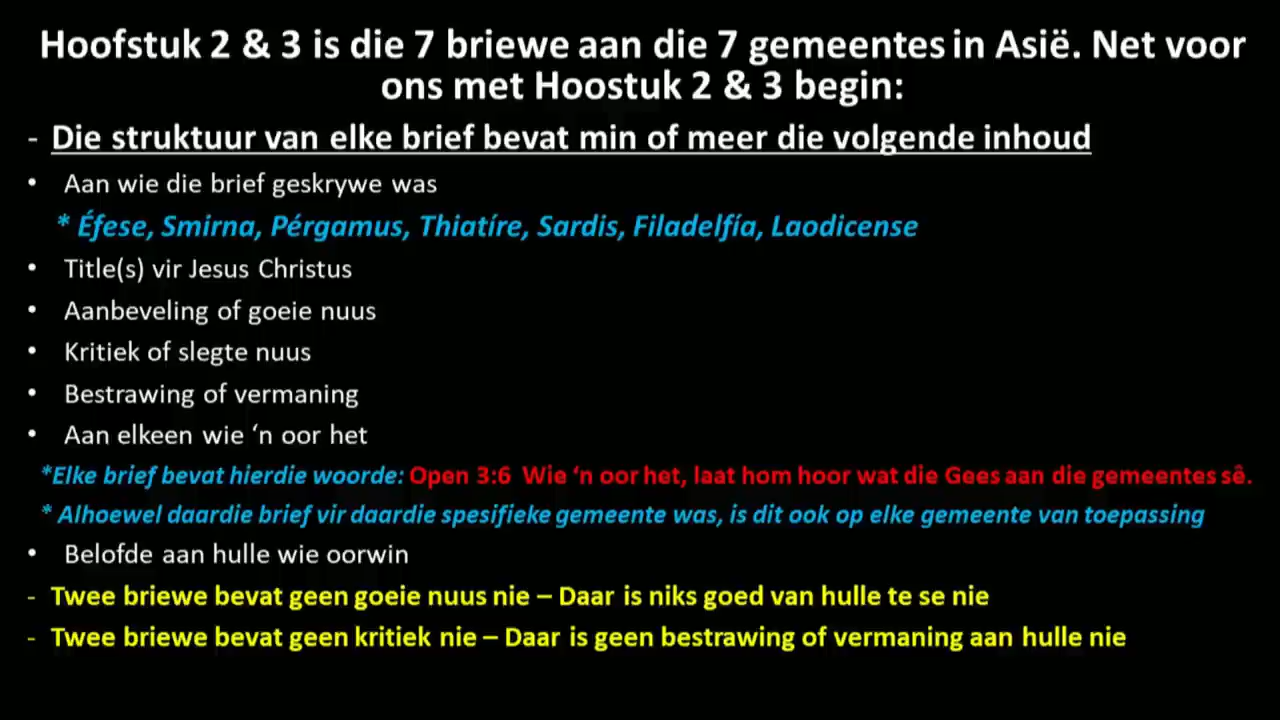 Hoofstuk 2 & 3 is die 7 briewe aan die 7 gemeentes in Asië. Net voor
ons met Hoostuk 2 & 3 begin:
- Die struktuur van elke brief bevat min of meer die volgende inhoud
• Aan wie die brief geskrywe was
* Éfese, Smirna, Pérgamus, Thiatíre, Sardis, Filadelfía, Laodicense
• Title(s) vir Jesus Christus
• Aanbeveling of goeie nuus
• Kritiek of slegte nuus
• Bestrawing of vermaning
• Aan elkeen wie ‘n oor het
*Elke brief bevat hierdie woorde: Open 3:6 Wie ‘n oor het, laat hom hoor wat die Gees aan die gemeentes sê.
* Alhoewel daardie brief vir daardie spesifieke gemeente was, is dit ook op elke gemeente van toepassing
• Belofde aan hulle wie oorwin
- Twee briewe bevat geen goeie nuus nie – Daar is niks goed van hulle te se nie
- Twee briewe bevat geen kritiek nie – Daar is geen bestrawing of vermaning aan hulle nie